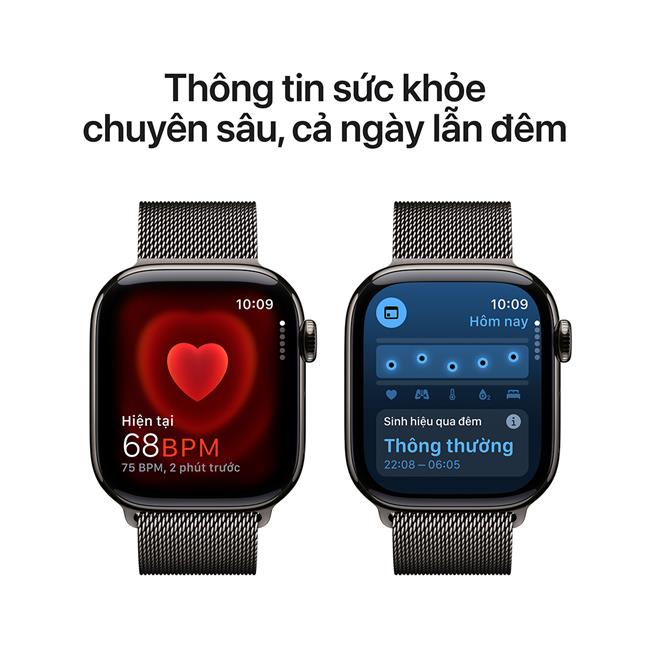 Thông tin sức khỏe
chuyên sâu, cả ngày lẫn đêm
10:09
Hiện tại
68BPM
75 BPM, 2 phút trước
10:09
Hôm nay
Sinh hiệu qua đêm
Thông thường
22:08 – 06:05